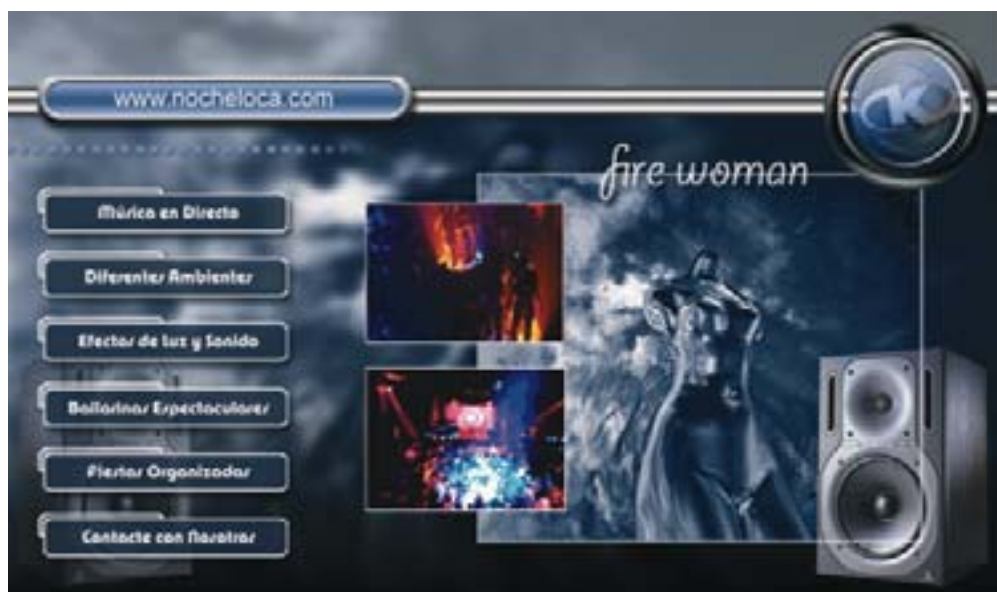 www.nocheloca.com
fire woman
Música en Directo
Diferentes Ambientes
Efectos de Luz y Sonido
Bailarinas Espectaculares
Fiestas Organizadas
Contacte con Nosotros